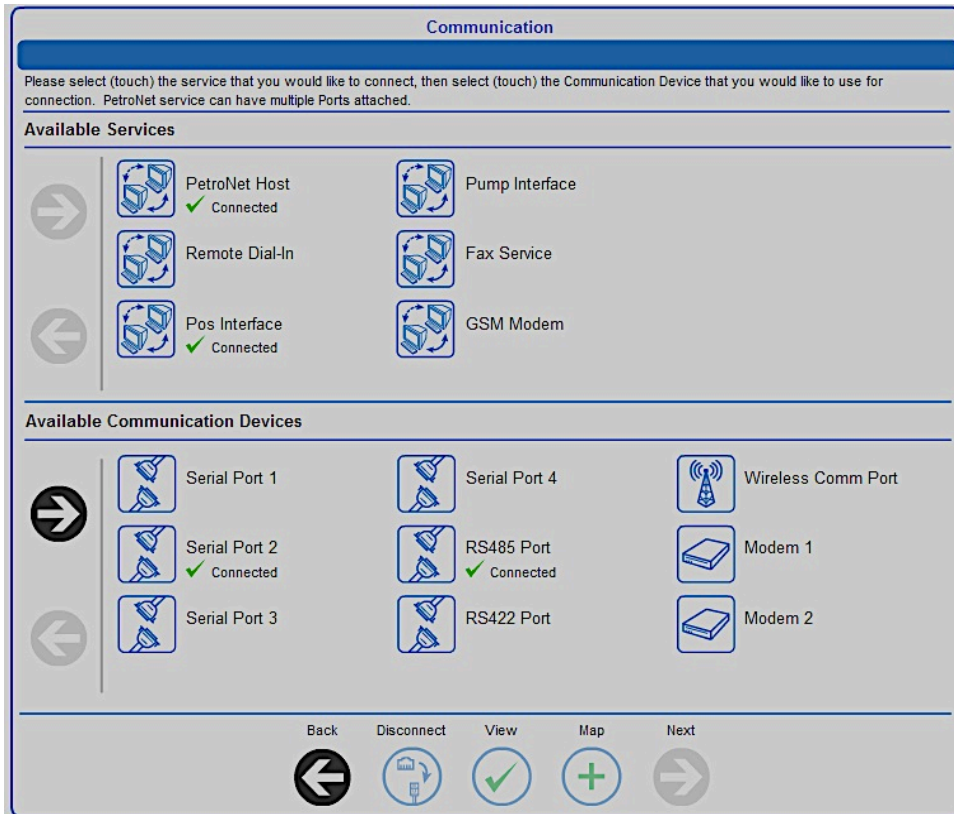 Communication
Please select (touch) the service that you would like to connect, then select (touch) the Communication Device that you would like to use for
connection. PetroNet service can have multiple Ports attached.
Available Services
PetroNet Host
Connected
Pump Interface
Remote Dial-In
Fax Service
Pos Interface
Connected
GSM Modem
Available Communication Devices
Serial Port 1
Serial Port 4
Wireless Comm Port
Serial Port 2
Connected
RS485 Port
Connected
Modem 1
Serial Port 3
RS422 Port
Modem 2
Back
Disconnect
View
Map
Next